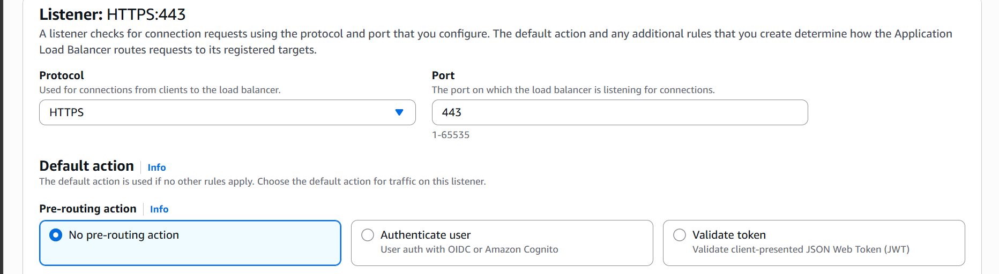 Listener: HTTPS:443
A listener checks for connection requests using the protocol and port that you configure. The default action and any additional rules that you create determine how the Application
Load Balancer routes requests to its registered targets.
Protocol
Used for connections from clients to the load balancer.
HTTPS
Port
The port on which the load balancer is listening for connections.
443
1-65535
Default action
Info
The default action is used if no other rules apply. Choose the default action for traffic on this listener.
Pre-routing action
Info
No pre-routing action
Authenticate user
User auth with OIDC or Amazon Cognito
Validate token
Validate client-presented JSON Web Token (JWT)